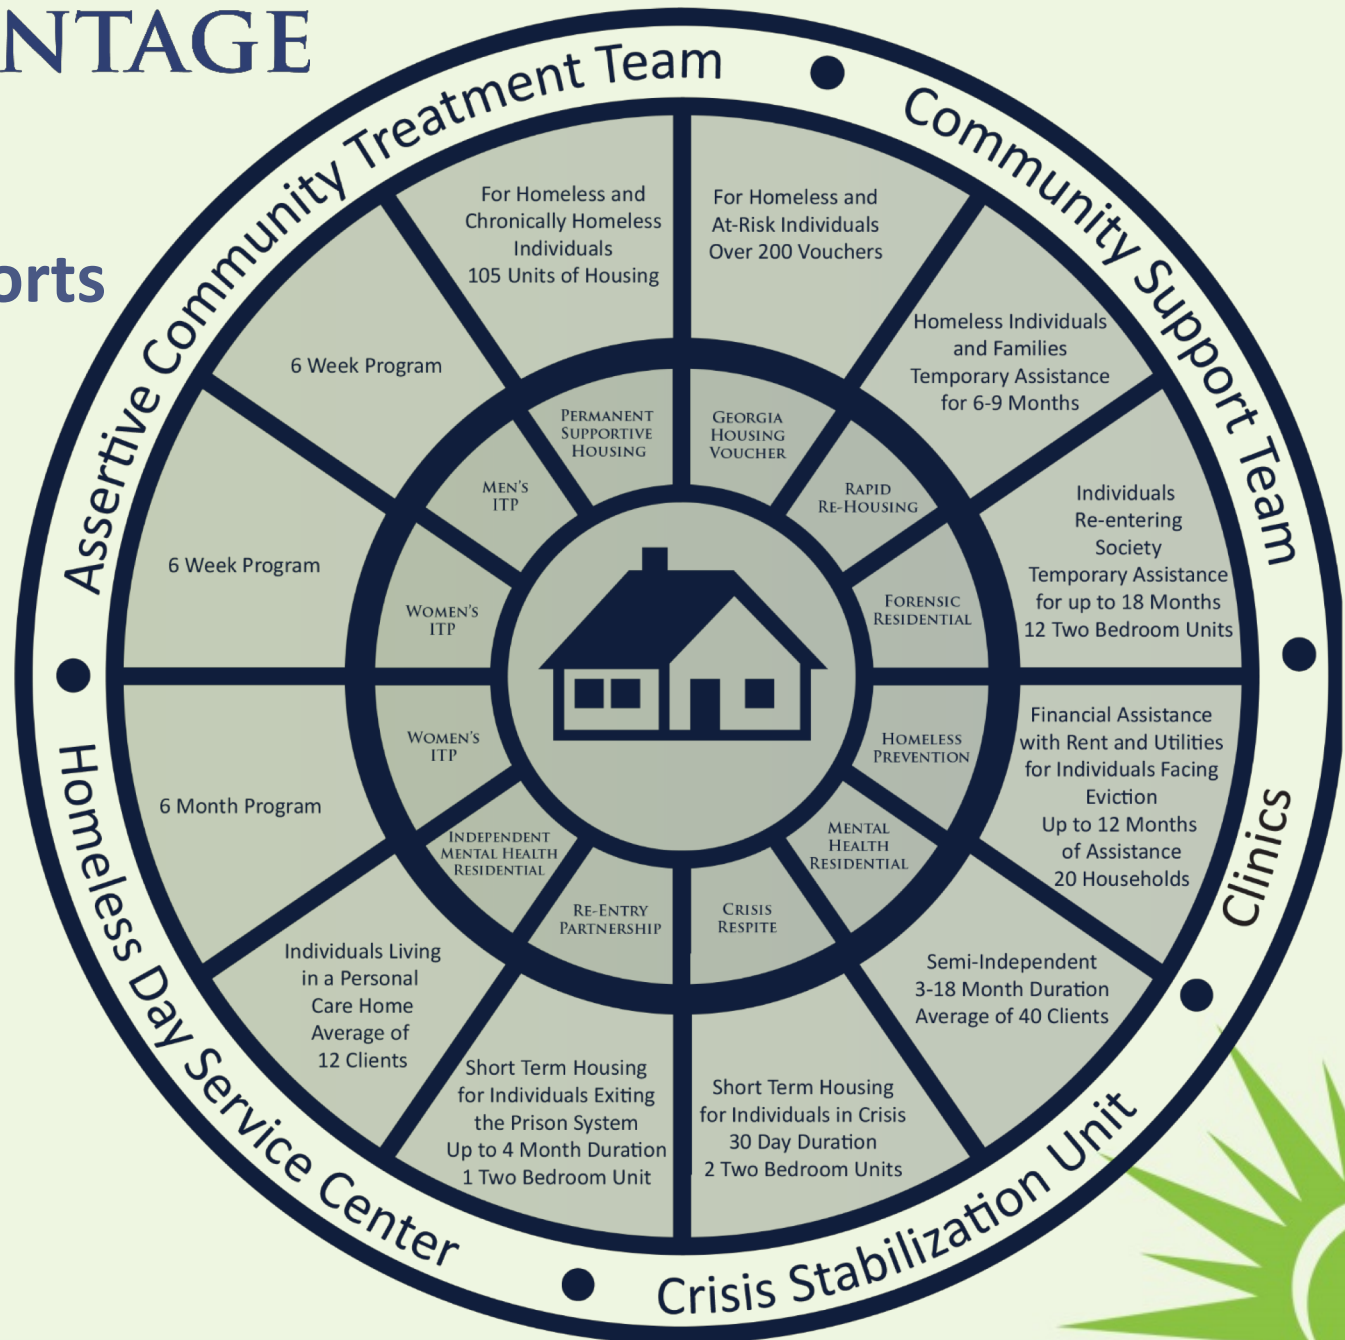 NTAGE
orts
Assertive Community Treatment Team
Community Support Team
Clinics
Crisis Stabilization Unit
Homeless Day Service Center
For Homeless and
Chronically Homeless
Individuals
105 Units of Housing
PERMANENT
SUPPORTIVE
HOUSING
For Homeless and
At-Risk Individuals
Over 200 Vouchers
GEORGIA
HOUSING
VOUCHER
Homeless Individuals
and Families
Temporary Assistance
for 6-9 Months
RAPID
RE-HOUSING
Individuals
Re-entering
Society
Temporary Assistance
for up to 18 Months
12 Two Bedroom Units
FORENSIC
RESIDENTIAL
Financial Assistance
with Rent and Utilities
for Individuals Facing
Eviction
Up to 12 Months
of Assistance
20 Households
HOMELESS
PREVENTION
Semi-Independent
3-18 Month Duration
Average of 40 Clients
MENTAL
HEALTH
RESIDENTIAL
Short Term Housing
for Individuals in Crisis
30 Day Duration
2 Two Bedroom Units
CRISIS
RESPITE
Short Term Housing
for Individuals Exiting
the Prison System
Up to 4 Month Duration
1 Two Bedroom Unit
RE-ENTRY
PARTNERSHIP
Individuals Living
in a Personal
Care Home
Average of
12 Clients
INDEPENDENT
MENTAL HEALTH
RESIDENTIAL
6 Month Program
WOMEN'S
ITP
6 Week Program
WOMEN'S
ITP
6 Week Program
MEN'S
ITP